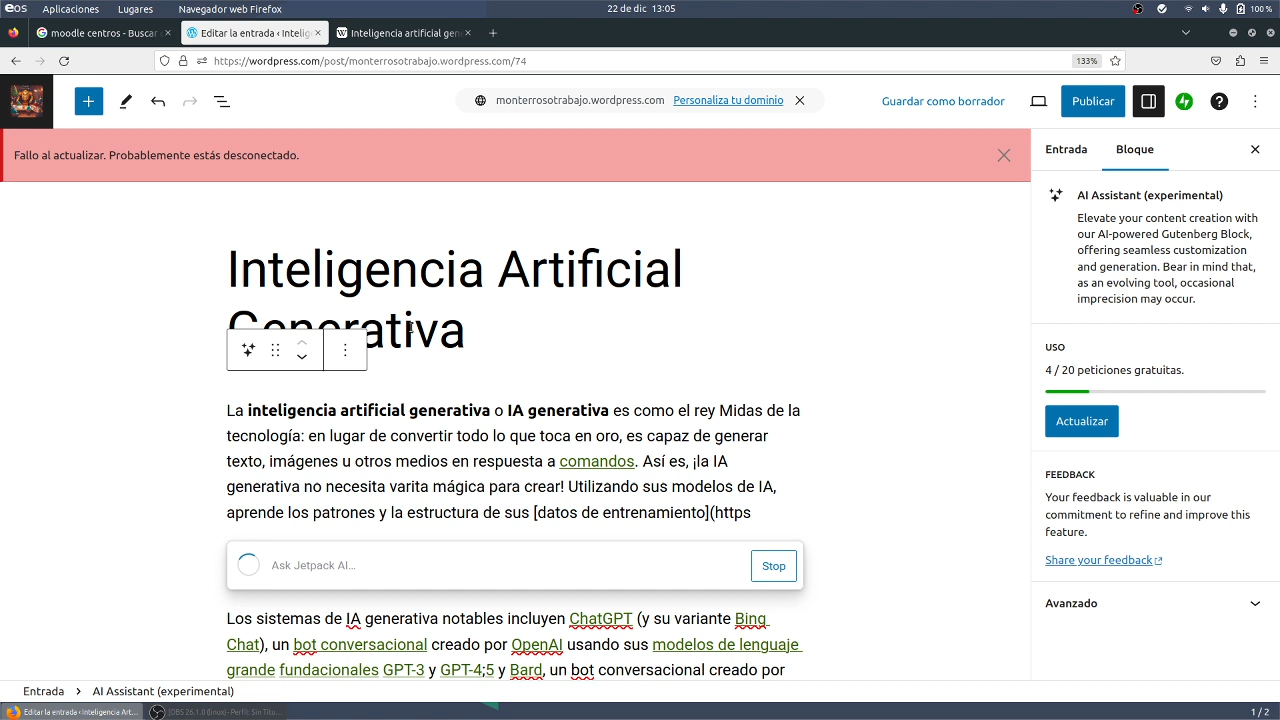 eos Aplicaciones Lugares Navegador web Firefox 22 de dic 13:05 100 %
moodle centros - Buscar Editar la entrada ‹ Intelig Inteligencia artificial gen
https://wordpress.com/post/monterrosotrabajo.wordpress.com/74 133%
monterrosotrabajo.wordpress.com Personaliza tu dominio Guardar como borrador Publicar
Fallo al actualizar. Probablemente estás desconectado.
Entrada Bloque
AI Assistant (experimental)
Elevate your content creation with
our AI-powered Gutenberg Block,
offering seamless customization
and generation. Bear in mind that,
as an evolving tool, occasional
imprecision may occur.
USO
4 / 20 peticiones gratuitas.
Actualizar
FEEDBACK
Your feedback is valuable in our
commitment to refine and improve this
feature.
Share your feedback
Avanzado
Inteligencia Artificial
Generativa
La inteligencia artificial generativa o IA generativa es como el rey Midas de la
tecnología: en lugar de convertir todo lo que toca en oro, es capaz de generar
texto, imágenes u otros medios en respuesta a comandos. Así es, ¡la IA
generativa no necesita varita mágica para crear! Utilizando sus modelos de IA,
aprende los patrones y la estructura de sus [datos de entrenamiento](https
Ask Jetpack AI... Stop
Los sistemas de IA generativa notables incluyen ChatGPT (y su variante Bing
Chat), un bot conversacional creado por OpenAI usando sus modelos de lenguaje
grande fundacionales GPT-3 y GPT-4;5 y Bard, un bot conversacional creado por
Entrada > AI Assistant (experimental)
Editar la entrada ‹ Inteligencia Art... [OBS 26.1.0 (linux) - Perfil: Sin Títu... 1 / 2